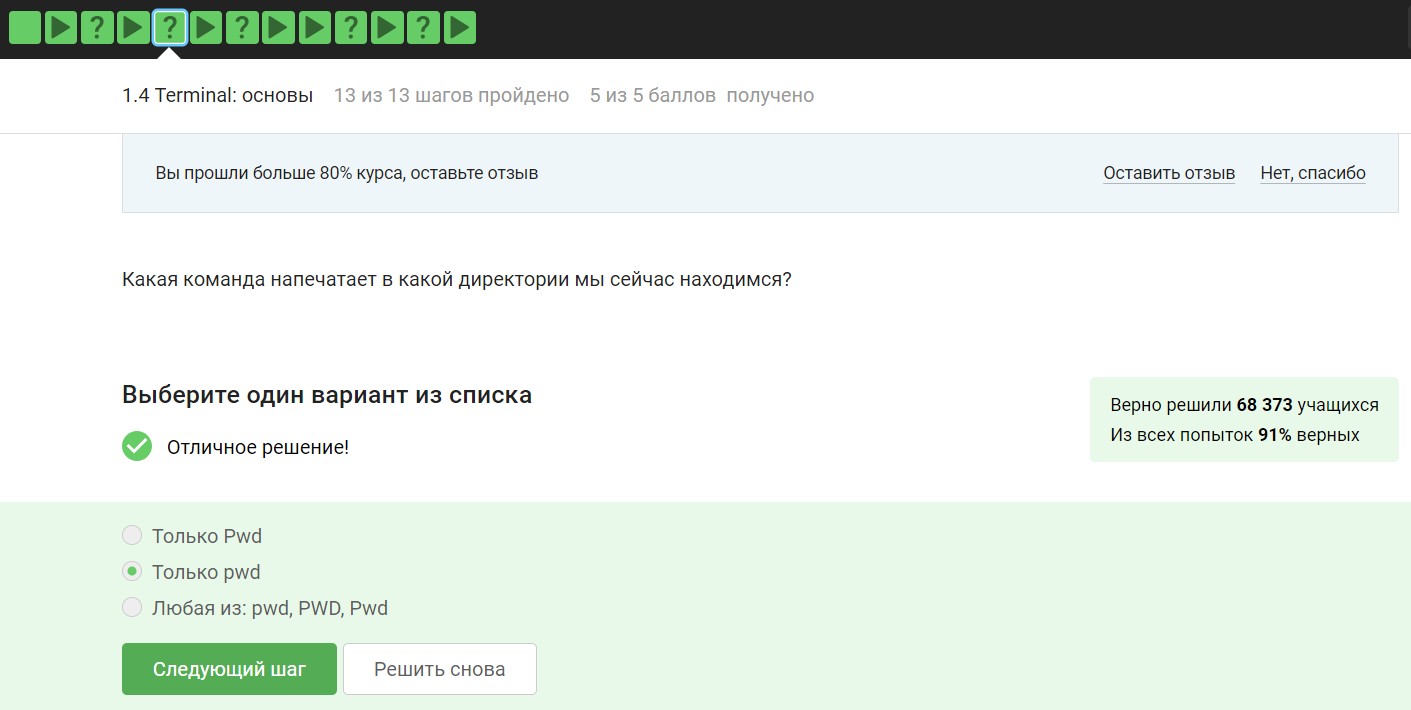 ? ? ? ? ?
1.4 Terminal: основы 13 из 13 шагов пройдено 5 из 5 баллов получено
Вы прошли больше 80% курса, оставьте отзыв Оставить отзыв Нет, спасибо
Какая команда напечатает в какой директории мы сейчас находимся?
Выберите один вариант из списка
Отличное решение!
Верно решили 68 373 учащихся
Из всех попыток 91% верных
Только Pwd
Только pwd
Любая из: pwd, PWD, Pwd
Следующий шаг Решить снова